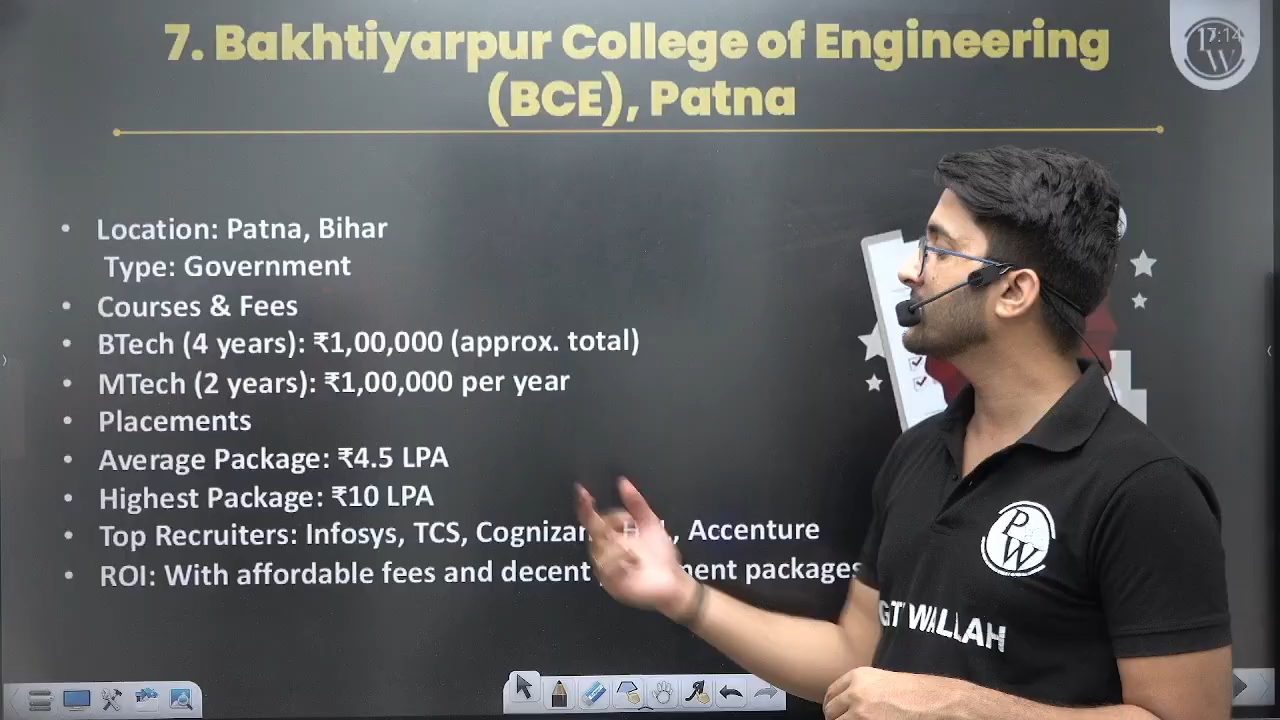 7. Bakhtiyarpur College of Engineering
(BCE), Patna
• Location: Patna, Bihar
Type: Government
• Courses & Fees
• BTech (4 years): ₹1,00,000 (approx. total)
• MTech (2 years): ₹1,00,000 per year
• Placements
• Average Package: ₹4.5 LPA
• Highest Package: ₹10 LPA
• Top Recruiters: Infosys, TCS, Accenture
• ROI: With affordable fees and decent packages
PW
WALLAH